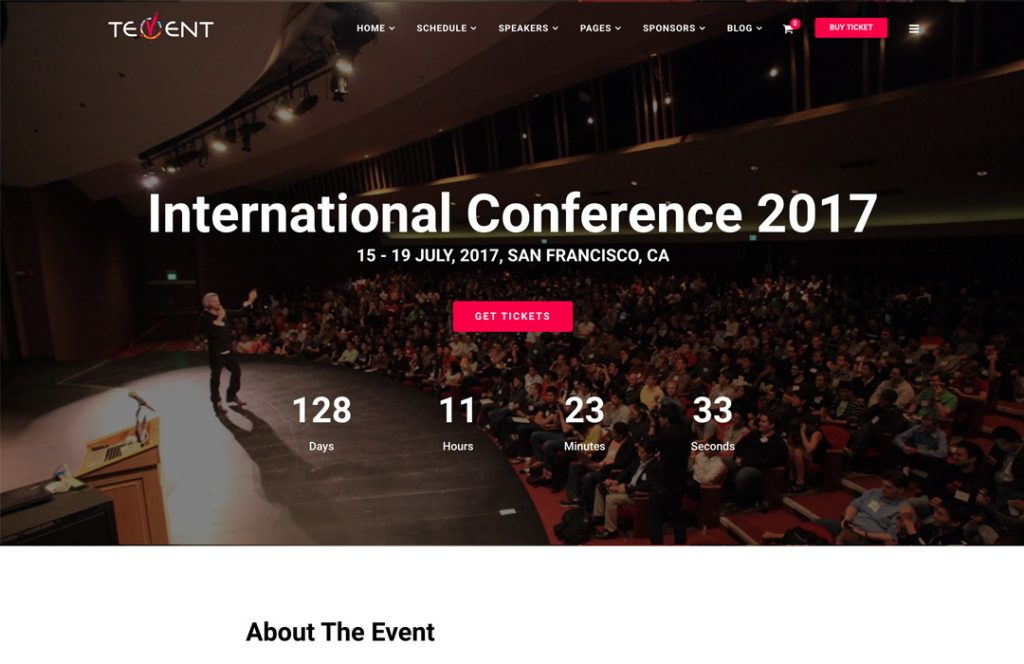 TEVENT
HOME SCHEDULE SPEAKERS PAGES SPONSORS BLOG 0 BUY TICKET
International Conference 2017
15 - 19 JULY, 2017, SAN FRANCISCO, CA
GET TICKETS
128 11 23 33
Days Hours Minutes Seconds
About The Event